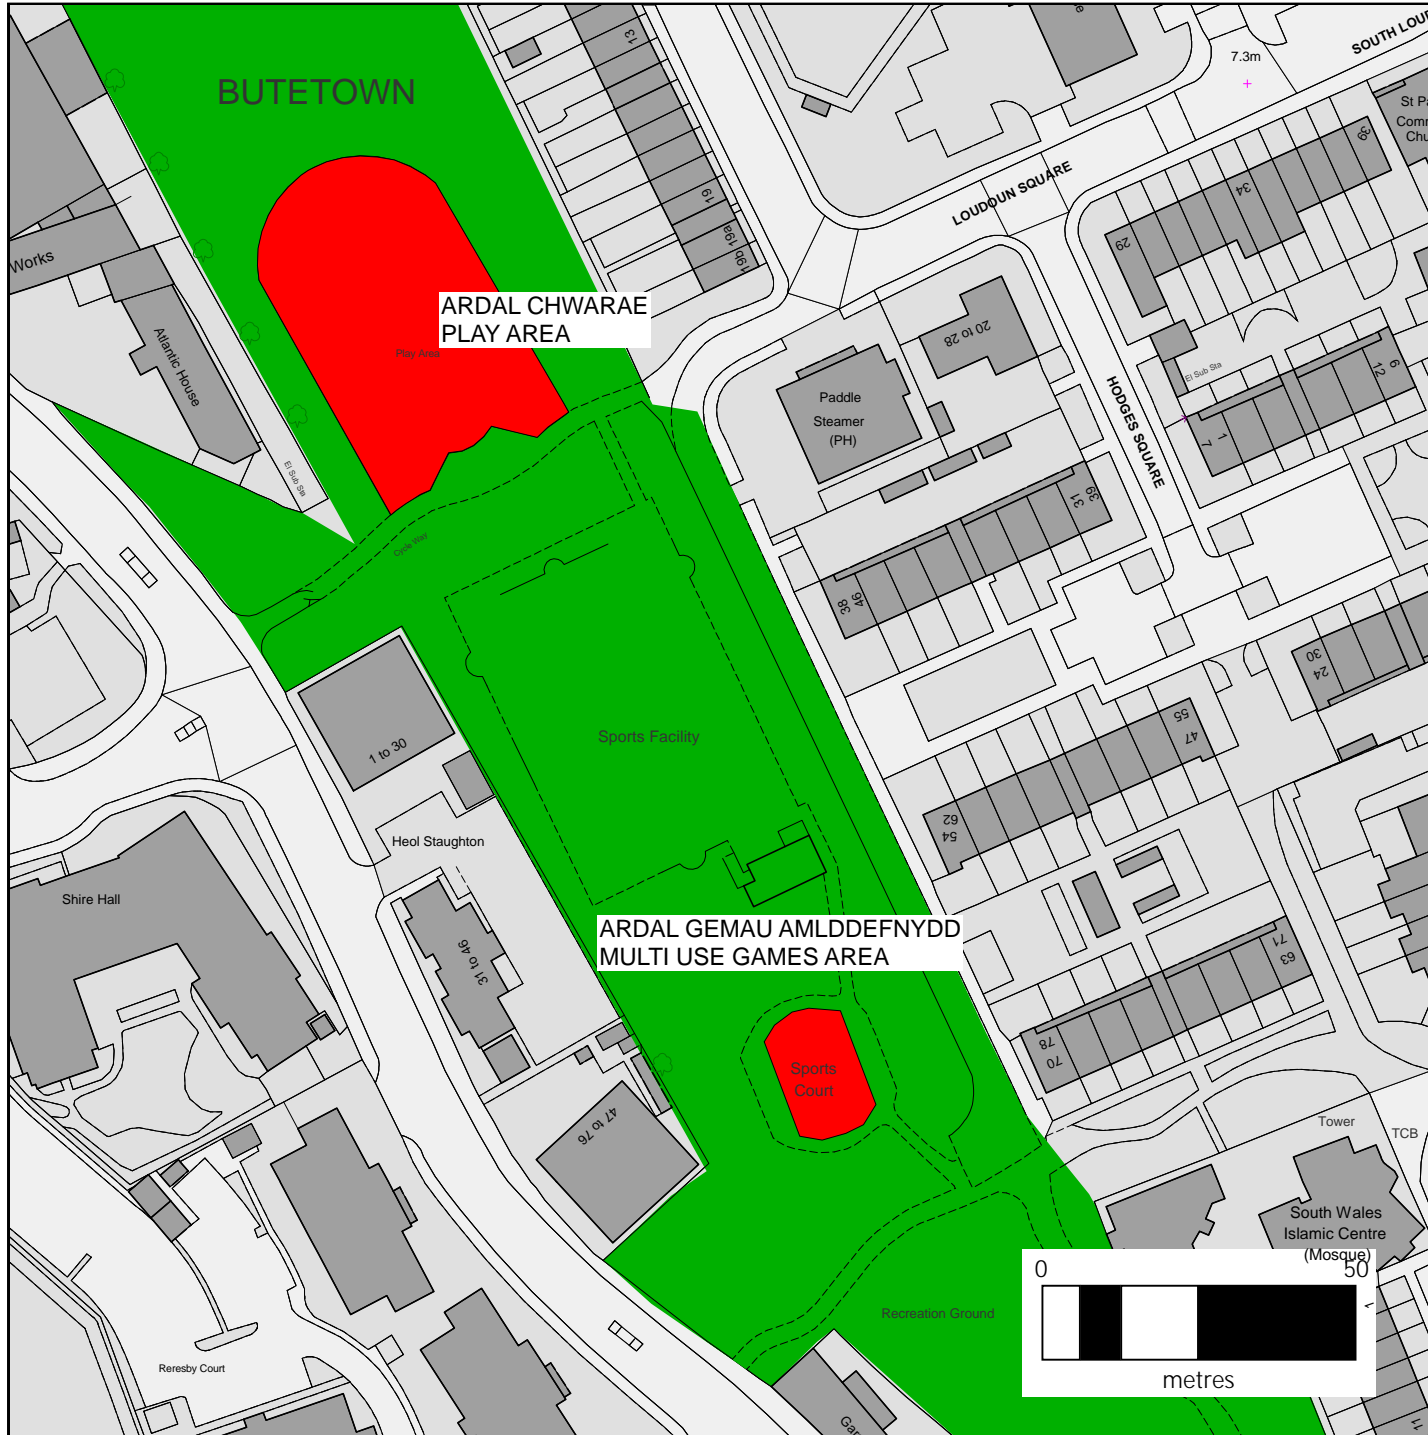 BUTETOWN
13
7.3m
SOUTH
St
39
34
29
LOUDOUN SQUARE
19
19a
19b
Works
Atlantic House
ARDAL CHWARAE
PLAY AREA
Play Area
20 to 28
El Sub Sta
6
12
1
7
HODGES SQUARE
Paddle
Steamer
(PH)
El Sub Sta
39
31
Cycle Way
46
38
30
24
1 to 30
Sports Facility
55
47
62
54
Heol Staughton
Shire Hall
31 to 46
ARDAL GEMAU AMLDDEFNYDD
MULTI USE GAMES AREA
71
63
78
70
Sports
Court
47 to 76
Tower
TCB
South Wales
Islamic Centre
(Mosque)
0
50
metres
1
11
Recreation Ground
Reresby Court